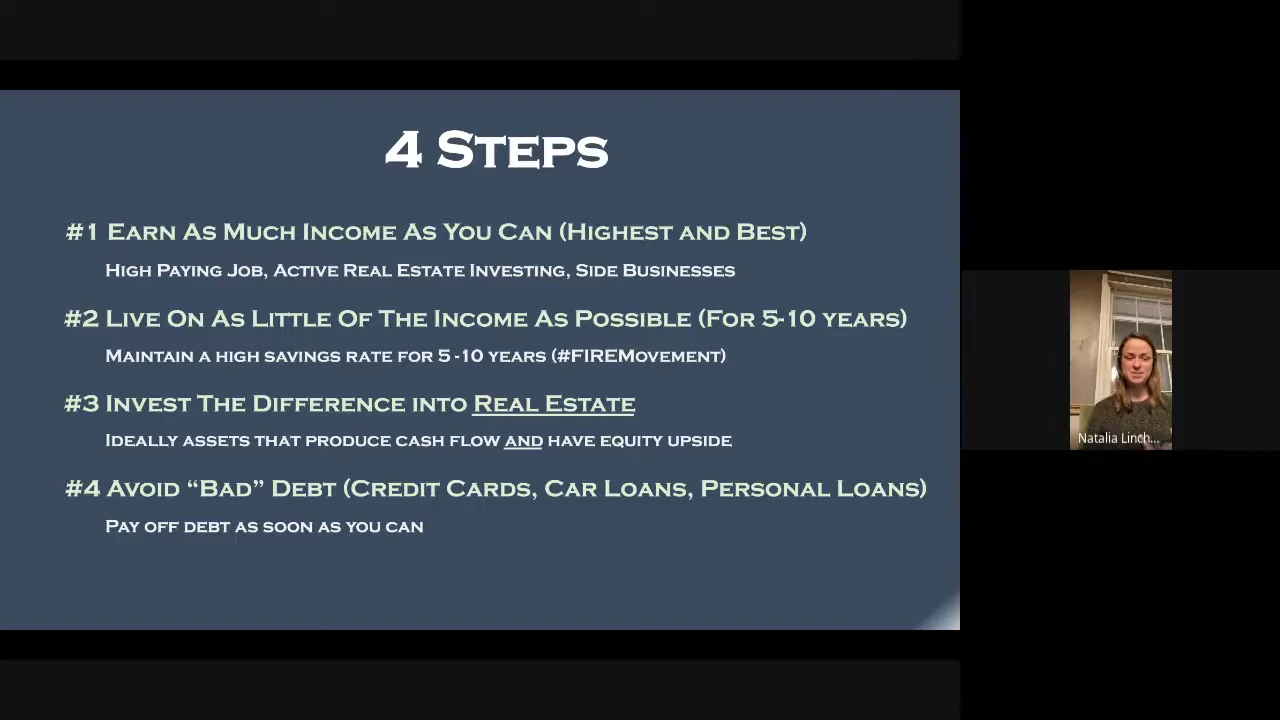 4 Steps
#1 Earn As Much Income As You Can (Highest and Best)
High Paying Job, Active Real Estate Investing, Side Businesses
#2 Live On As Little Of The Income As Possible (For 5-10 years)
Maintain a high savings rate for 5 -10 years (#FIREMovement)
#3 Invest The Difference into Real Estate
Ideally assets that produce cash flow and have equity upside
#4 Avoid “Bad” Debt (Credit Cards, Car Loans, Personal Loans)
Pay off debt as soon as you can
Natalia Linch...